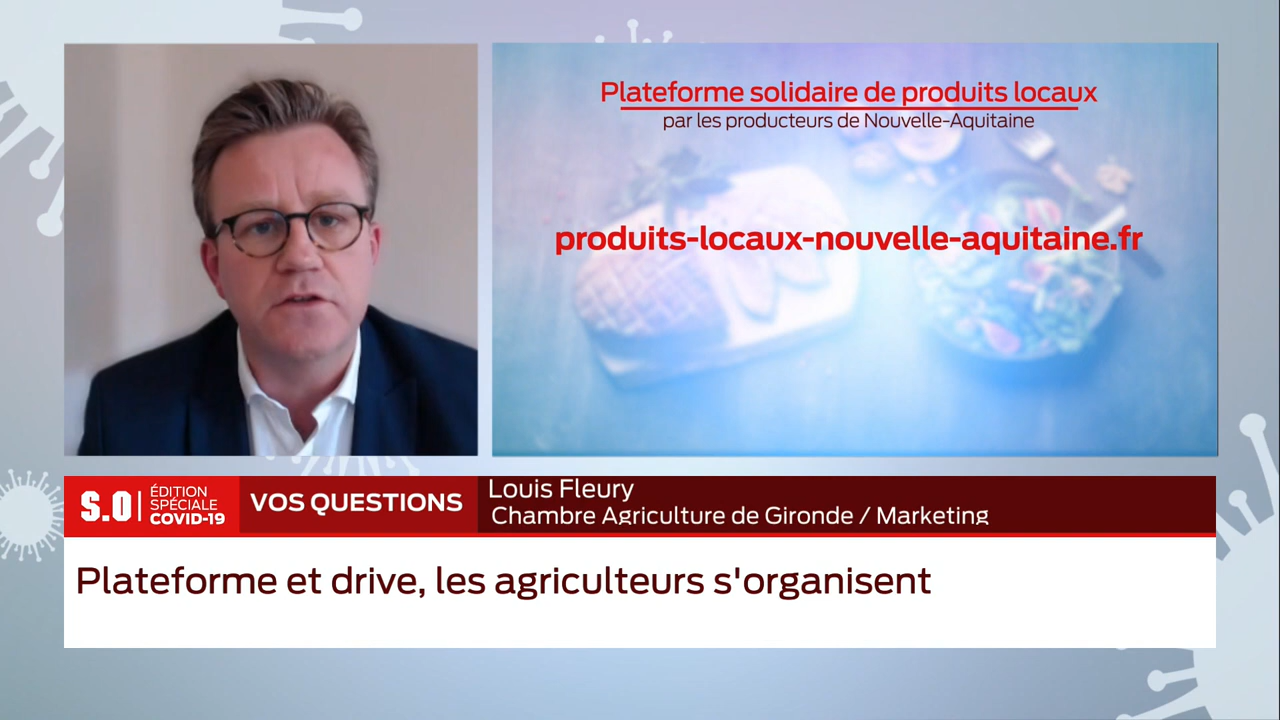 Plateforme solidaire de produits locaux
par les producteurs de Nouvelle-Aquitaine
produits-locaux-nouvelle-aquitaine.fr
S.O
ÉDITION
SPÉCIALE
COVID-19
VOS QUESTIONS
Louis Fleury
Chambre Agriculture de Gironde / Marketing
Plateforme et drive, les agriculteurs s'organisent